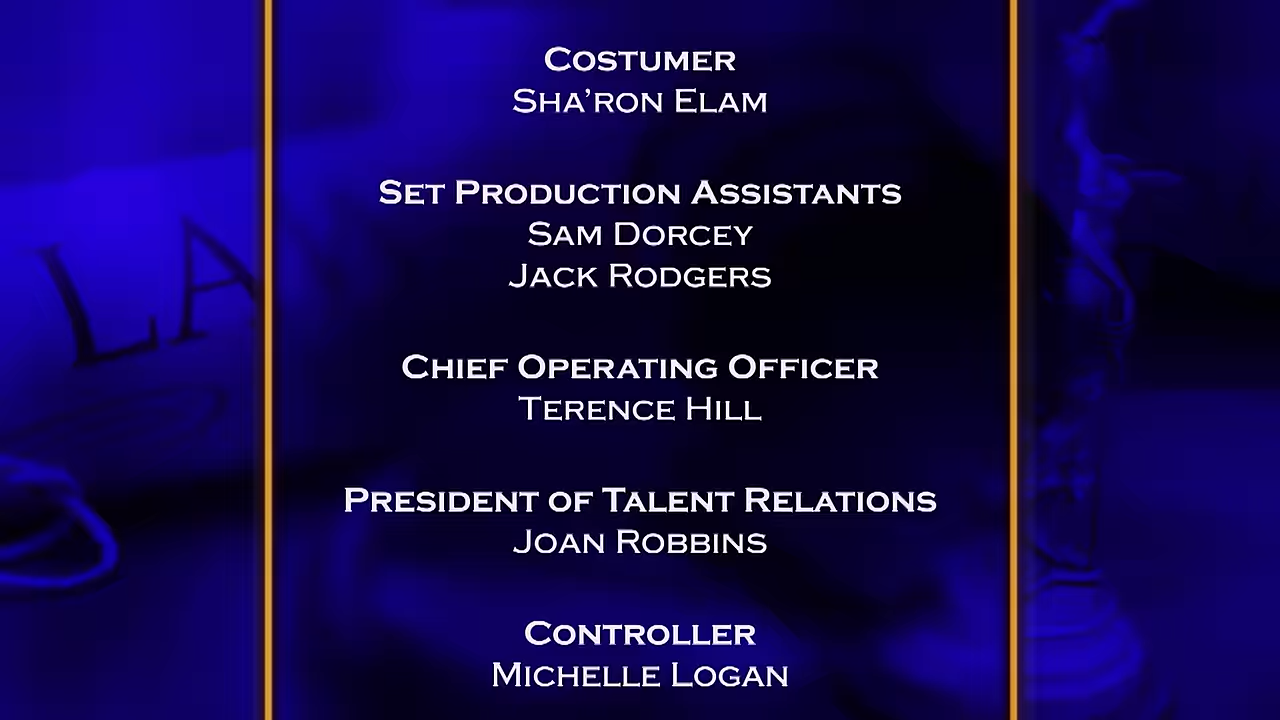 LA
COSTUMER
SHA'RON ELAM
SET PRODUCTION ASSISTANTS
SAM DORCEY
JACK RODGERS
CHIEF OPERATING OFFICER
TERENCE HILL
PRESIDENT OF TALENT RELATIONS
JOAN ROBBINS
CONTROLLER
MICHELLE LOGAN